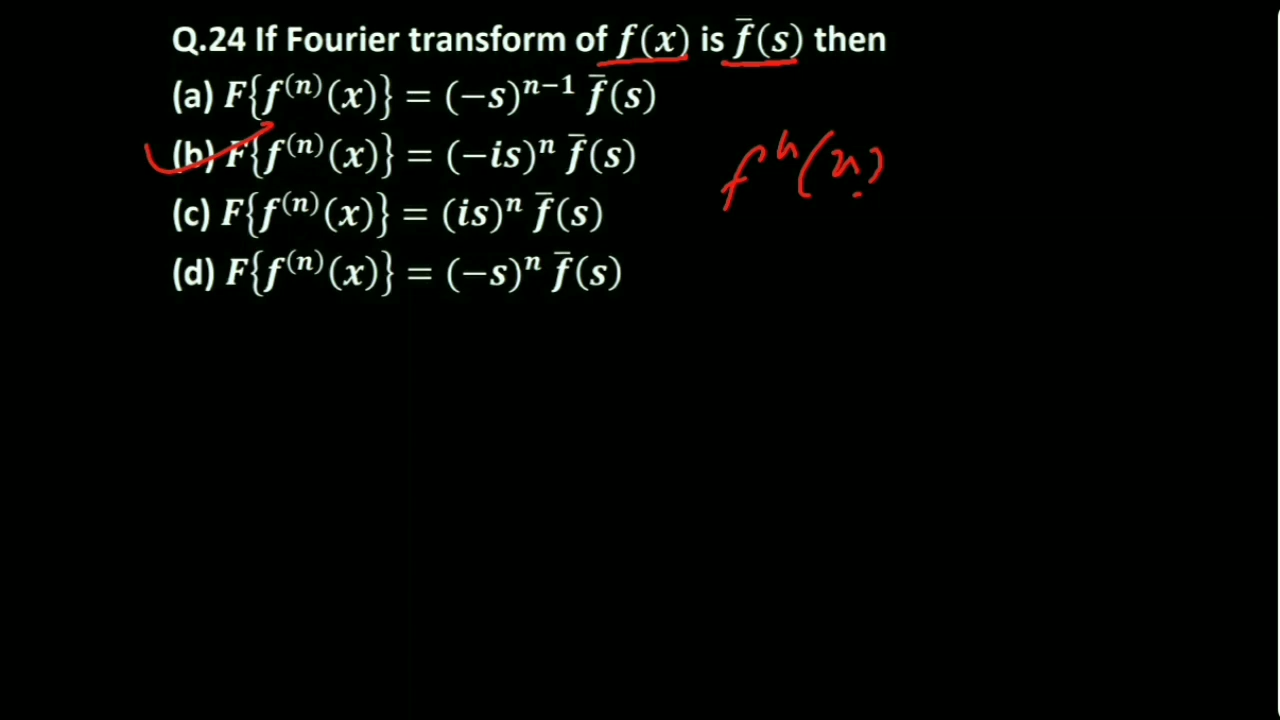 Q.24 If Fourier transform of f(x) is f̄(s) then
(a) F{f⁽ⁿ⁾(x)} = (−s)ⁿ⁻¹ f̄(s)
(b) F{f⁽ⁿ⁾(x)} = (−is)ⁿ f̄(s)
fⁿ(x)
(c) F{f⁽ⁿ⁾(x)} = (is)ⁿ f̄(s)
(d) F{f⁽ⁿ⁾(x)} = (−s)ⁿ f̄(s)